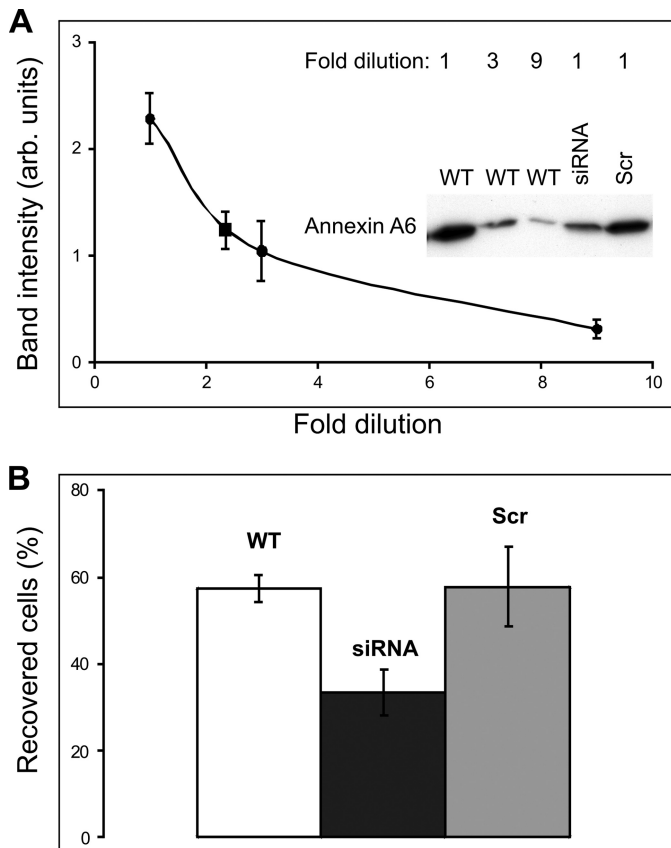 A
Fold dilution: 1 3 9 1 1
WT WT WT siRNA Scr
Annexin A6
Band intensity (arb. units)
3
2
1
0
0 2 4 6 8 10
Fold dilution
B
Recovered cells (%)
80
60
40
20
0
WT
siRNA
Scr